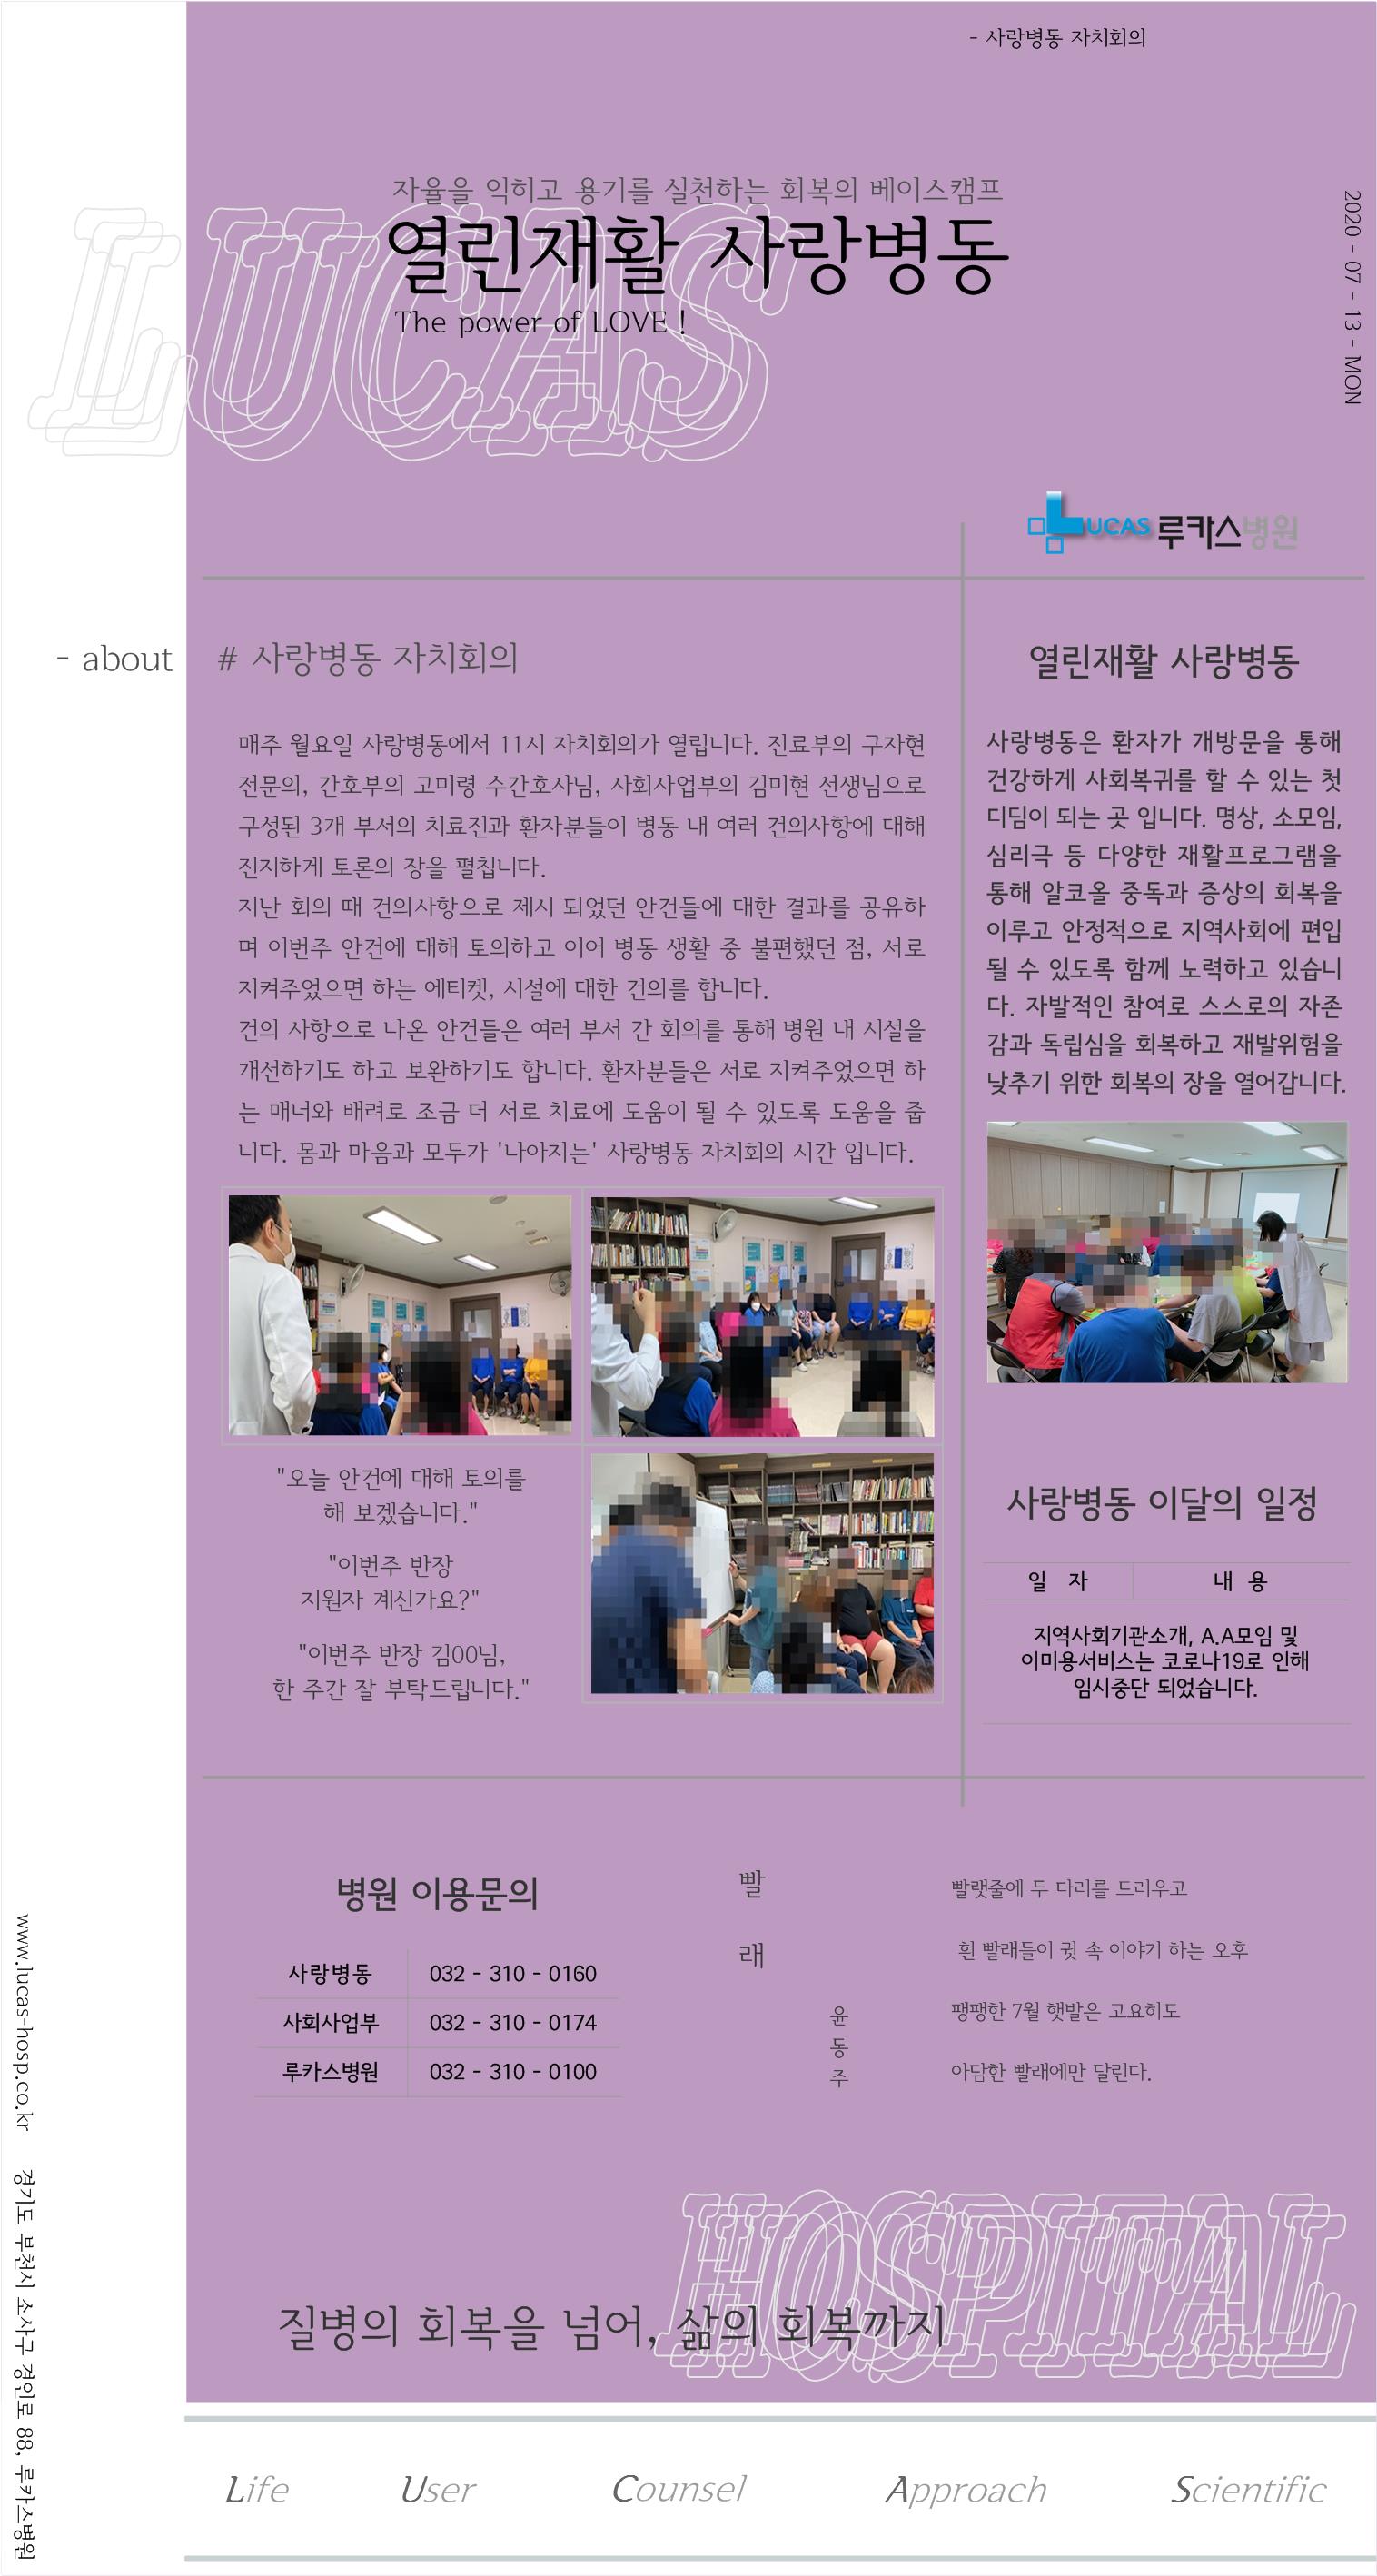 - 사랑병동 자치회의
자율을 익히고 용기를 실천하는 회복의 베이스캠프
열린재활 사랑병동
The power of LOVE !
LUCAS
2020 - 07 - 13 - MON
LUCAS 루카스병원
- about
# 사랑병동 자치회의
매주 월요일 사랑병동에서 11시 자치회의가 열립니다. 진료부의 구자현
전문의, 간호부의 고미령 수간호사님, 사회사업부의 김미현 선생님으로
구성된 3개 부서의 치료진과 환자분들이 병동 내 여러 건의사항에 대해
진지하게 토론의 장을 펼칩니다.
지난 회의 때 건의사항으로 제시 되었던 안건들에 대한 결과를 공유하
며 이번주 안건에 대해 토의하고 이어 병동 생활 중 불편했던 점, 서로
지켜주었으면 하는 에티켓, 시설에 대한 건의를 합니다.
건의 사항으로 나온 안건들은 여러 부서 간 회의를 통해 병원 내 시설을
개선하기도 하고 보완하기도 합니다. 환자분들은 서로 지켜주었으면 하
는 매너와 배려로 조금 더 서로 치료에 도움이 될 수 있도록 도움을 줍
니다. 몸과 마음과 모두가 '나아지는' 사랑병동 자치회의 시간 입니다.
"오늘 안건에 대해 토의를
해 보겠습니다."
"이번주 반장
지원자 계신가요?"
"이번주 반장 김00님,
한 주간 잘 부탁드립니다."
열린재활 사랑병동
사랑병동은 환자가 개방문을 통해
건강하게 사회복귀를 할 수 있는 첫
디딤이 되는 곳 입니다. 명상, 소모임,
심리극 등 다양한 재활프로그램을
통해 알코올 중독과 증상의 회복을
이루고 안정적으로 지역사회에 편입
될 수 있도록 함께 노력하고 있습니
다. 자발적인 참여로 스스로의 자존
감과 독립심을 회복하고 재발위험을
낮추기 위한 회복의 장을 열어갑니다.
사랑병동 이달의 일정
일 자 내 용
지역사회기관소개, A.A모임 및
이미용서비스는 코로나19로 인해
임시중단 되었습니다.
병원 이용문의
사랑병동 032 - 310 - 0160
사회사업부 032 - 310 - 0174
루카스병원 032 - 310 - 0100
빨
래
윤
동
주
빨랫줄에 두 다리를 드리우고
흰 빨래들이 귓 속 이야기 하는 오후
팽팽한 7월 햇발은 고요히도
아담한 빨래에만 달린다.
HOSPITAL
질병의 회복을 넘어, 삶의 회복까지
www.lucas-hosp.co.kr 경기도 부천시 소사구 경인로 88, 루카스병원
Life User Counsel Approach Scientific